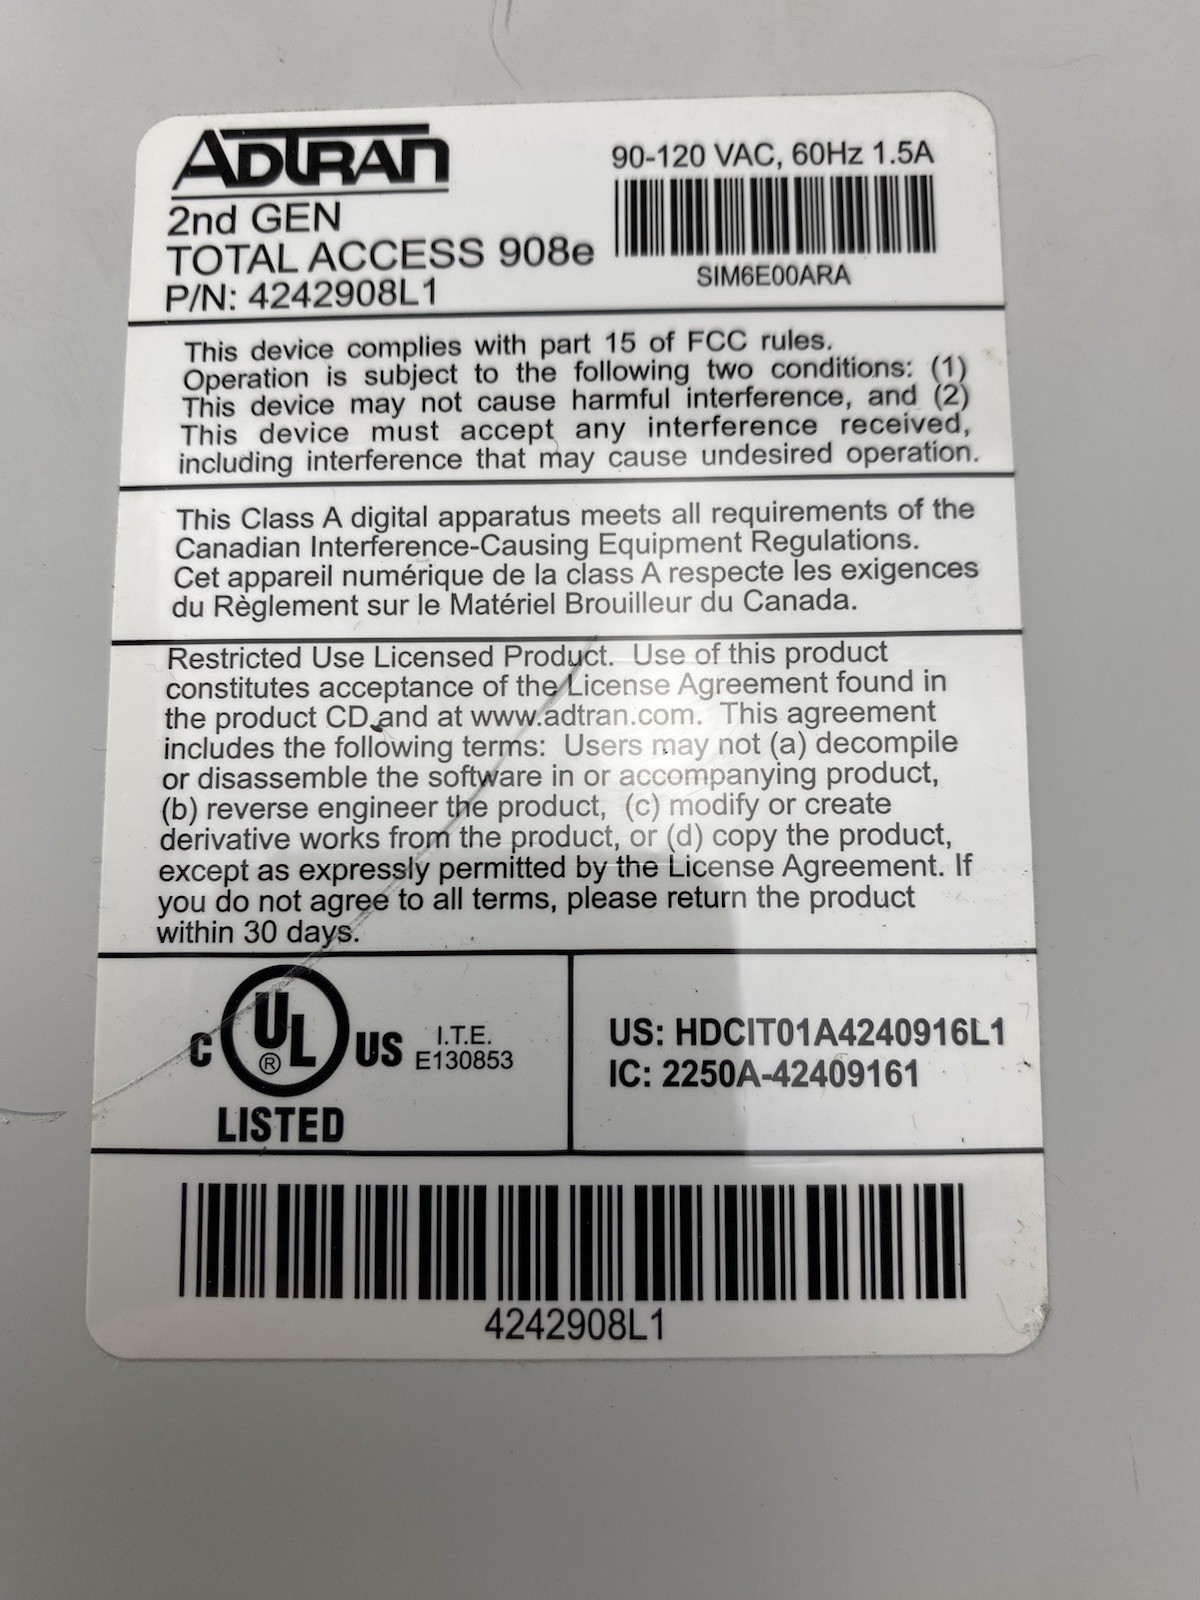 ADTRAN
2nd GEN
TOTAL ACCESS 908e
P/N: 4242908L1
90-120 VAC, 60Hz 1.5A
SIM6E00ARA
This device complies with part 15 of FCC rules.
Operation is subject to the following two conditions: (1)
This device may not cause harmful interference, and (2)
This device must accept any interference received,
including interference that may cause undesired operation.
This Class A digital apparatus meets all requirements of the
Canadian Interference-Causing Equipment Regulations.
Cet appareil numérique de la class A respecte les exigences
du Règlement sur le Matériel Brouilleur du Canada.
Restricted Use Licensed Product. Use of this product
constitutes acceptance of the License Agreement found in
the product CD and at www.adtran.com. This agreement
includes the following terms: Users may not (a) decompile
or disassemble the software in or accompanying product,
(b) reverse engineer the product, (c) modify or create
derivative works from the product, or (d) copy the product,
except as expressly permitted by the License Agreement. If
you do not agree to all terms, please return the product
within 30 days.
C UL ® US
LISTED
I.T.E.
E130853
US: HDCIT01A4240916L1
IC: 2250A-42409161
4242908L1